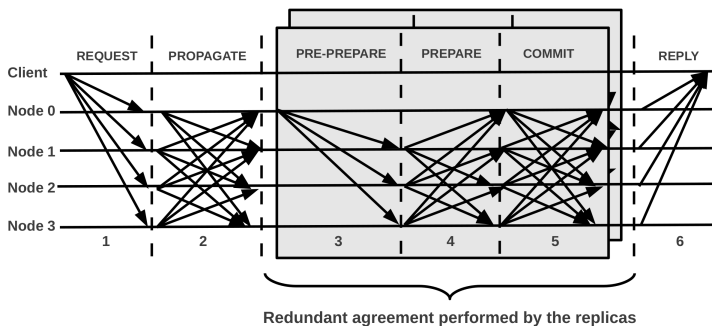 REQUEST PROPAGATE PRE-PREPARE PREPARE COMMIT REPLY
Client
Node 0
Node 1
Node 2
Node 3
1 2 3 4 5 6
Redundant agreement performed by the replicas